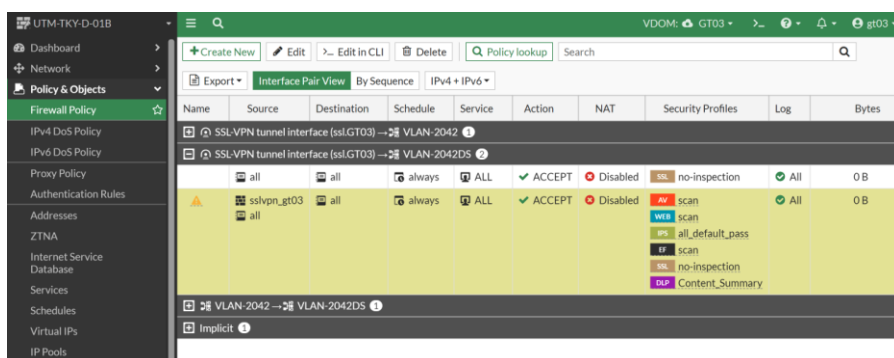 UTM-TKY-D-01B
VDOM: GT03
>_
gt03
Dashboard
Network
Policy & Objects
Firewall Policy
IPv4 DoS Policy
IPv6 DoS Policy
Proxy Policy
Authentication Rules
Addresses
ZTNA
Internet Service
Database
Services
Schedules
Virtual IPs
IP Pools
+Create New Edit >_ Edit in CLI Delete Policy lookup Search
Export Interface Pair View By Sequence IPv4 + IPv6
Name Source Destination Schedule Service Action NAT Security Profiles Log Bytes
SSL-VPN tunnel interface (ssl.GT03) → VLAN-2042 1
SSL-VPN tunnel interface (ssl.GT03) → VLAN-2042DS 2
all all always ALL ACCEPT Disabled SSL no-inspection All 0 B
sslvpn_gt03 all always ALL ACCEPT Disabled AV scan All 0 B
all WEB scan
IPS all_default_pass
EF scan
SSL no-inspection
DLP Content_Summary
VLAN-2042 → VLAN-2042DS 1
Implicit 1